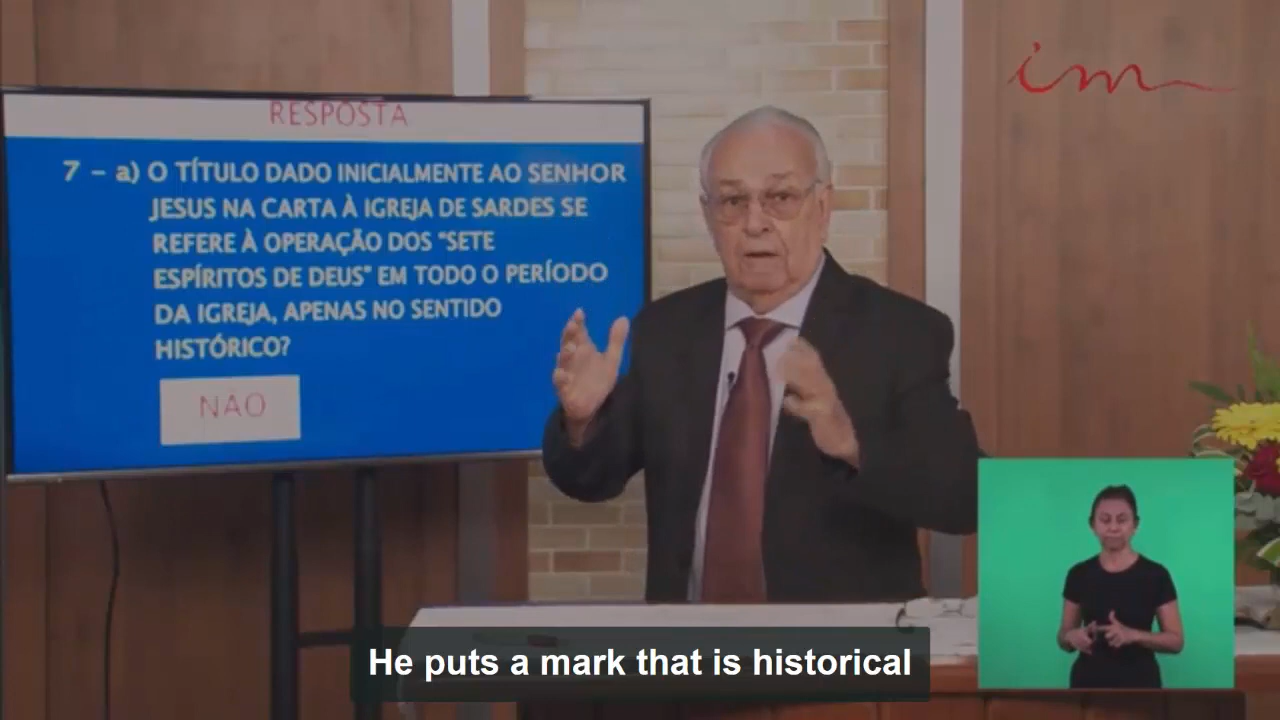 im
RESPOSTA
7 - a) O TÍTULO DADO INICIALMENTE AO SENHOR
JESUS NA CARTA À IGREJA DE SARDES SE
REFERE À OPERAÇÃO DOS "SETE
ESPÍRITOS DE DEUS" EM TODO O PERÍODO
DA IGREJA, APENAS NO SENTIDO
HISTÓRICO?
NÃO
He puts a mark that is historical